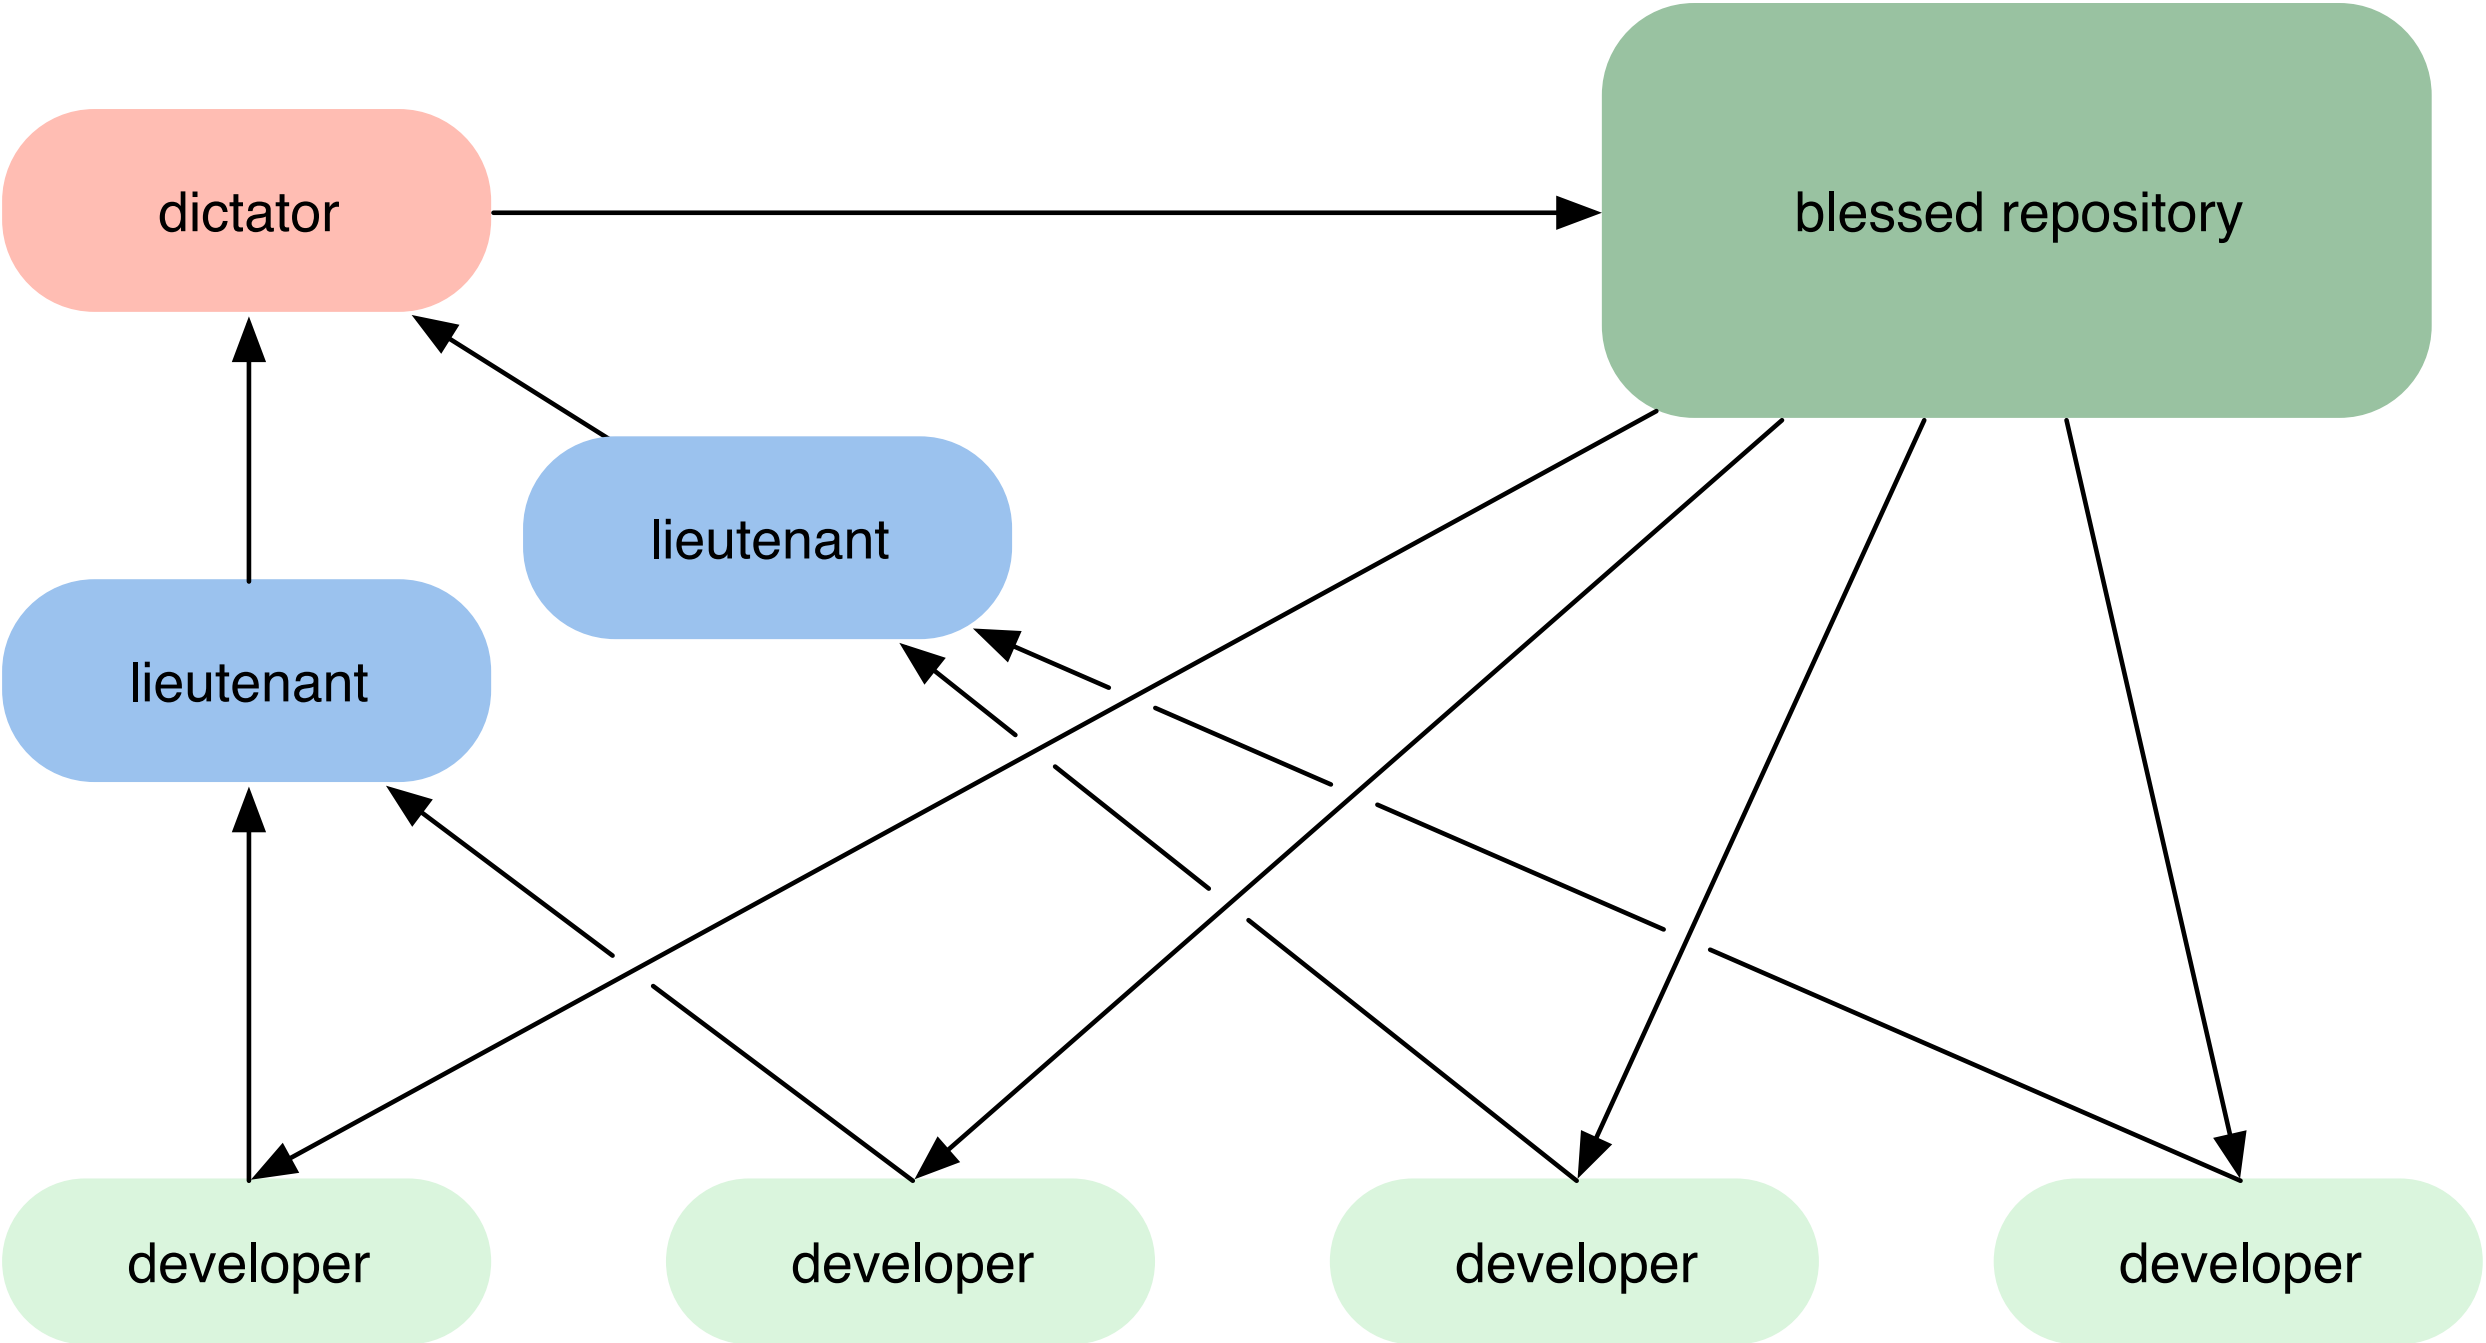 dictator
blessed repository
lieutenant
lieutenant
developer
developer
developer
developer